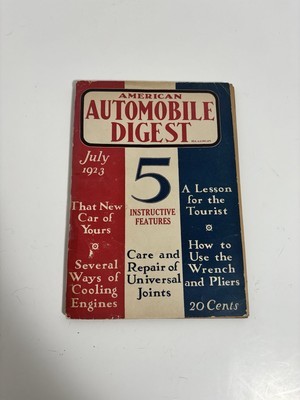 AMERICAN
AUTOMOBILE
DIGEST
July
1923
5
INSTRUCTIVE
FEATURES
That New
Car of
Yours
Several
Ways of
Cooling
Engines
Care and
Repair of
Universal
Joints
A Lesson
for the
Tourist
How to
Use the
Wrench
and Pliers
20 Cents